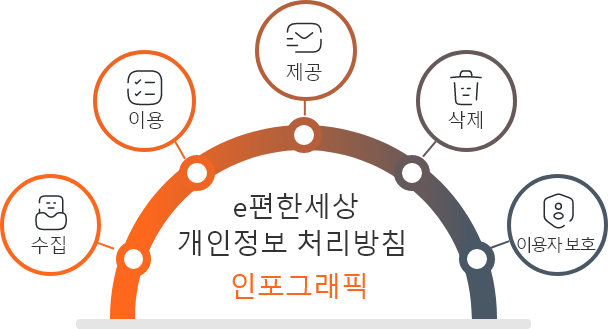 제공
이용
삭제
수집
이용자 보호
e편한세상
개인정보 처리방침
인포그래픽